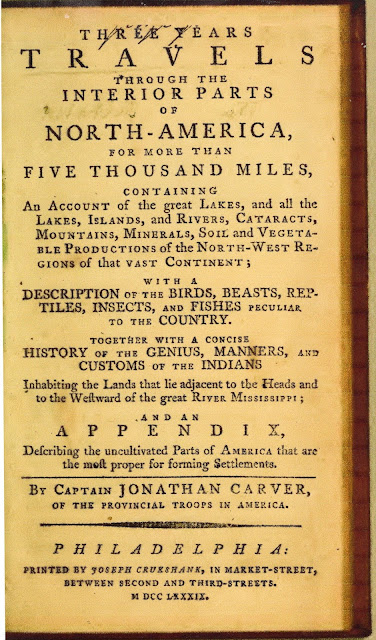 THREE YEARS
TRAVELS
THROUGH THE
INTERIOR PARTS
OF
NORTH-AMERICA,
FOR MORE THAN
FIVE THOUSAND MILES,
CONTAINING
An Account of the great Lakes, and all the
Lakes, Islands, and Rivers, Cataracts,
Mountains, Minerals, Soil and Vegeta-
ble Productions of the North-West Re-
gions of that vast Continent;
WITH A
DESCRIPTION OF THE BIRDS, BEASTS, REP-
TILES, INSECTS, AND FISHES PECULIAR
TO THE COUNTRY.
TOGETHER WITH A CONCISE
HISTORY OF THE GENIUS, MANNERS, AND
CUSTOMS OF THE INDIANS
Inhabiting the Lands that lie adjacent to the Heads and
to the Weſtward of the great River Mississippi;
AND AN
APPENDIX,
Deſcribing the uncultivated Parts of America that are
the moſt proper for forming Settlements.
By Captain JONATHAN CARVER,
OF THE PROVINCIAL TROOPS IN AMERICA.
PHILADELPHIA:
PRINTED BY JOSEPH CRUKSHANK, IN MARKET-STREET,
BETWEEN SECOND AND THIRD-STREETS.
M DCC LXXXIX.